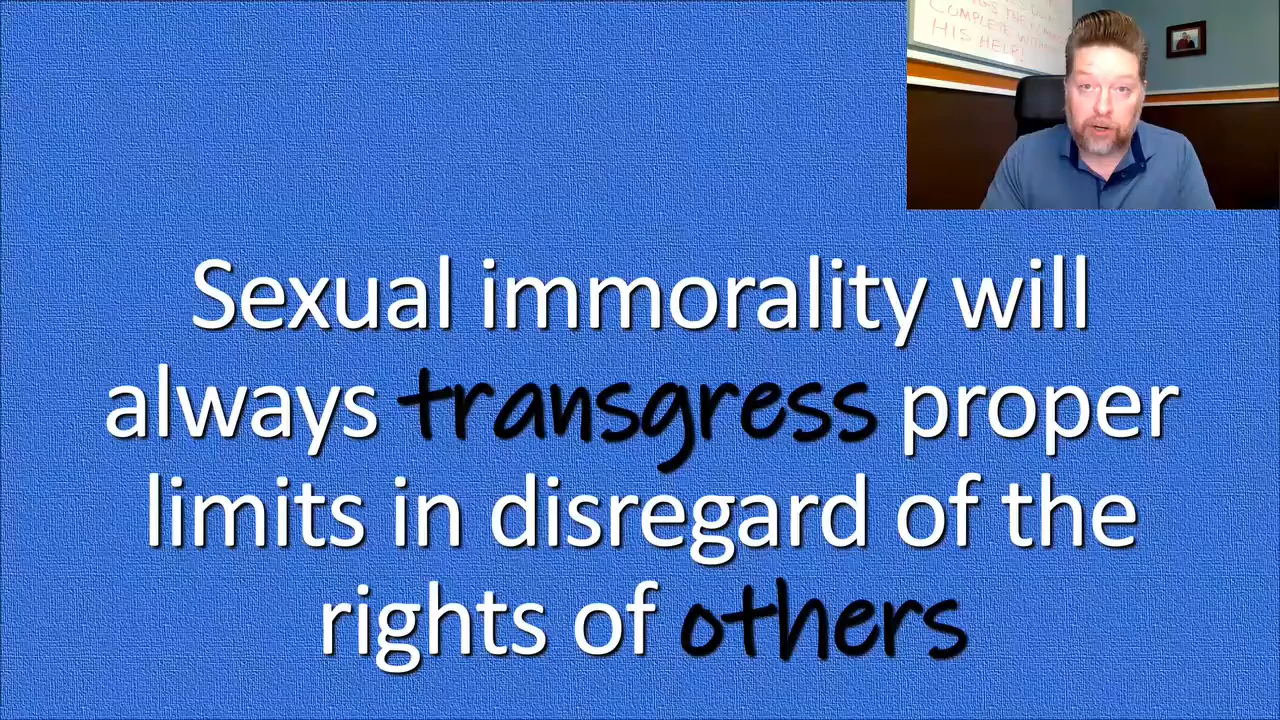 COMPLETE
HIS HELP!
Sexual immorality will
always transgress proper
limits in disregard of the
rights of others